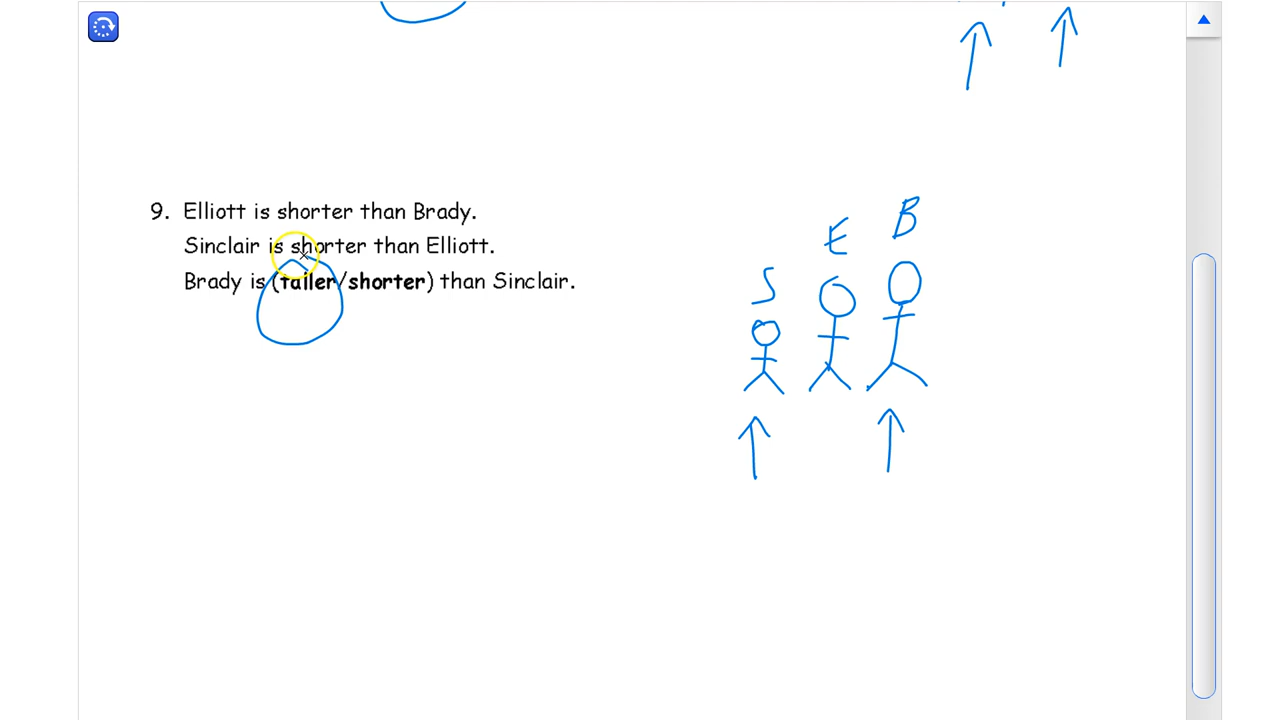 9. Elliott is shorter than Brady.
Sinclair is shorter than Elliott.
Brady is (taller/shorter) than Sinclair.
S E B